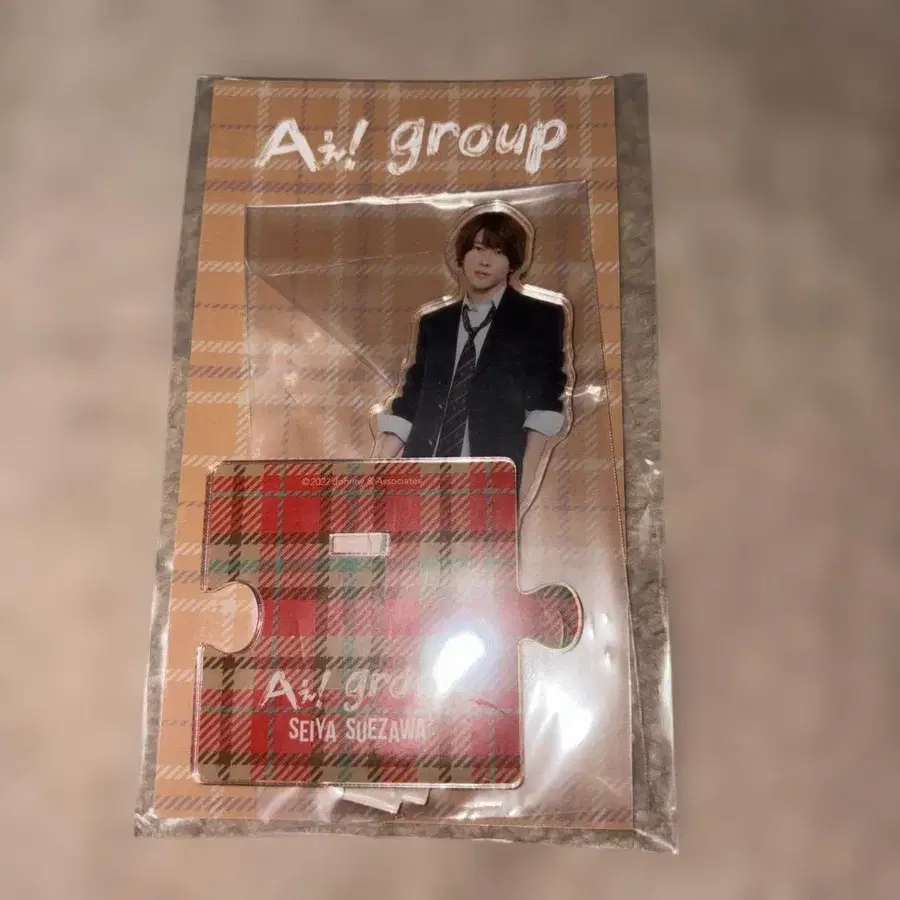 Aぇ! group
©2022 Johnny & Associates
Aぇ! group
SEIYA SUEZAWA